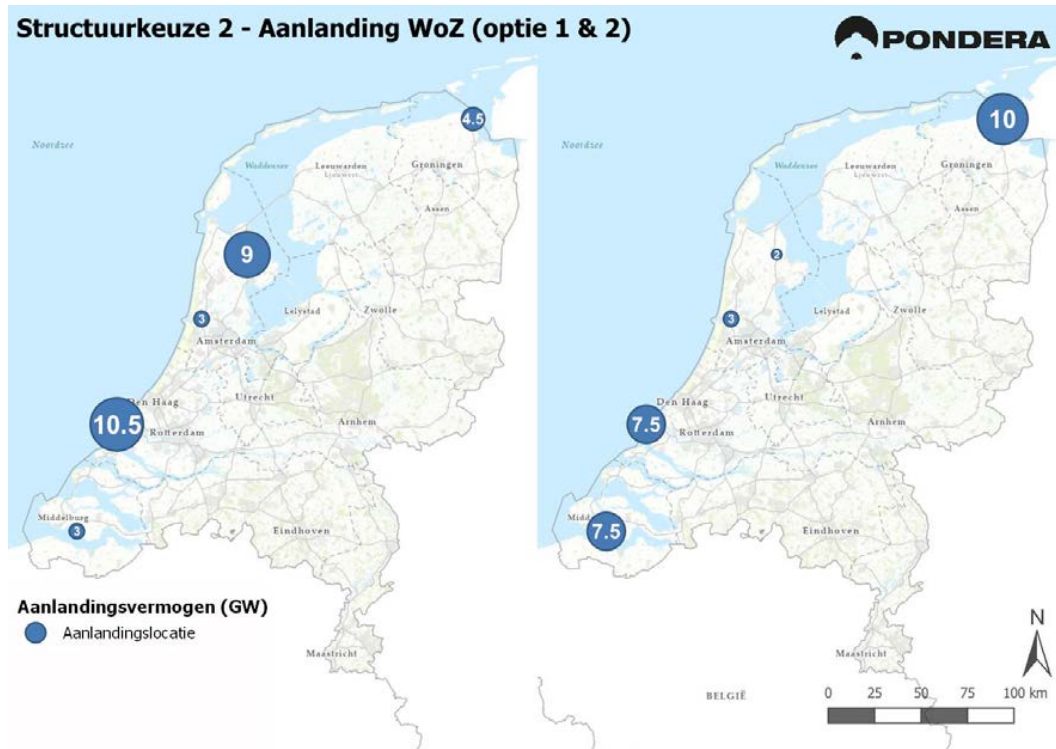 Structuurkeuze 2 - Aanlanding WoZ (optie 1 & 2)
PONDERA
Noordzee
Waddenzee
Leeuwarden
Groningen
Assen
4.5
9
3
Lelystad
Zwolle
Amsterdam
Den Haag
Utrecht
10.5
Rotterdam
Arnhem
Middelburg
3
Eindhoven
Maastricht
Noordzee
Waddenzee
Leeuwarden
Groningen
Assen
10
2
3
Lelystad
Zwolle
Amsterdam
Den Haag
Utrecht
7.5
Rotterdam
Arnhem
7.5
Eindhoven
Maastricht
BELGIË
Aanlandingsvermogen (GW)
Aanlandingslocatie
N
0 25 50 75 100 km